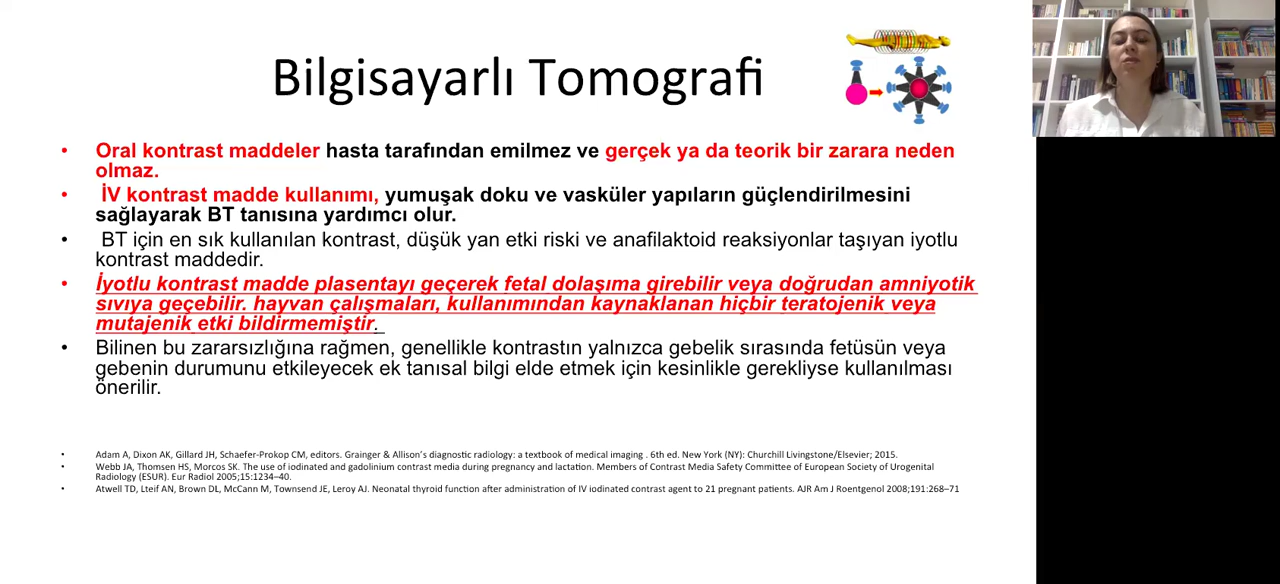 Bilgisayarlı Tomografi
• Oral kontrast maddeler hasta tarafından emilmez ve gerçek ya da teorik bir zarara neden
olmaz.
• İV kontrast madde kullanımı, yumuşak doku ve vasküler yapıların güçlendirilmesini
sağlayarak BT tanısına yardımcı olur.
• BT için en sık kullanılan kontrast, düşük yan etki riski ve anafilaktoid reaksiyonlar taşıyan iyotlu
kontrast maddedir.
• İyotlu kontrast madde plasentayı geçerek fetal dolaşıma girebilir veya doğrudan amniyotik
sıvıya geçebilir. hayvan çalışmaları, kullanımından kaynaklanan hiçbir teratojenik veya
mutajenik etki bildirmemiştir.
• Bilinen bu zararsızlığına rağmen, genellikle kontrastın yalnızca gebelik sırasında fetüsün veya
gebenin durumunu etkileyecek ek tanısal bilgi elde etmek için kesinlikle gerekliyse kullanılması
önerilir.
• Adam A, Dixon AK, Gillard JH, Schaefer-Prokop CM, editors. Grainger & Allison's diagnostic radiology: a textbook of medical imaging . 6th ed. New York (NY): Churchill Livingstone/Elsevier; 2015.
• Webb JA, Thomsen HS, Morcos SK. The use of iodinated and gadolinium contrast media during pregnancy and lactation. Members of Contrast Media Safety Committee of European Society of Urogenital
Radiology (ESUR). Eur Radiol 2005;15:1234–40.
• Atwell TD, Lteif AN, Brown DL, McCann M, Townsend JE, Leroy AJ. Neonatal thyroid function after administration of IV iodinated contrast agent to 21 pregnant patients. AJR Am J Roentgenol 2008;191:268–71